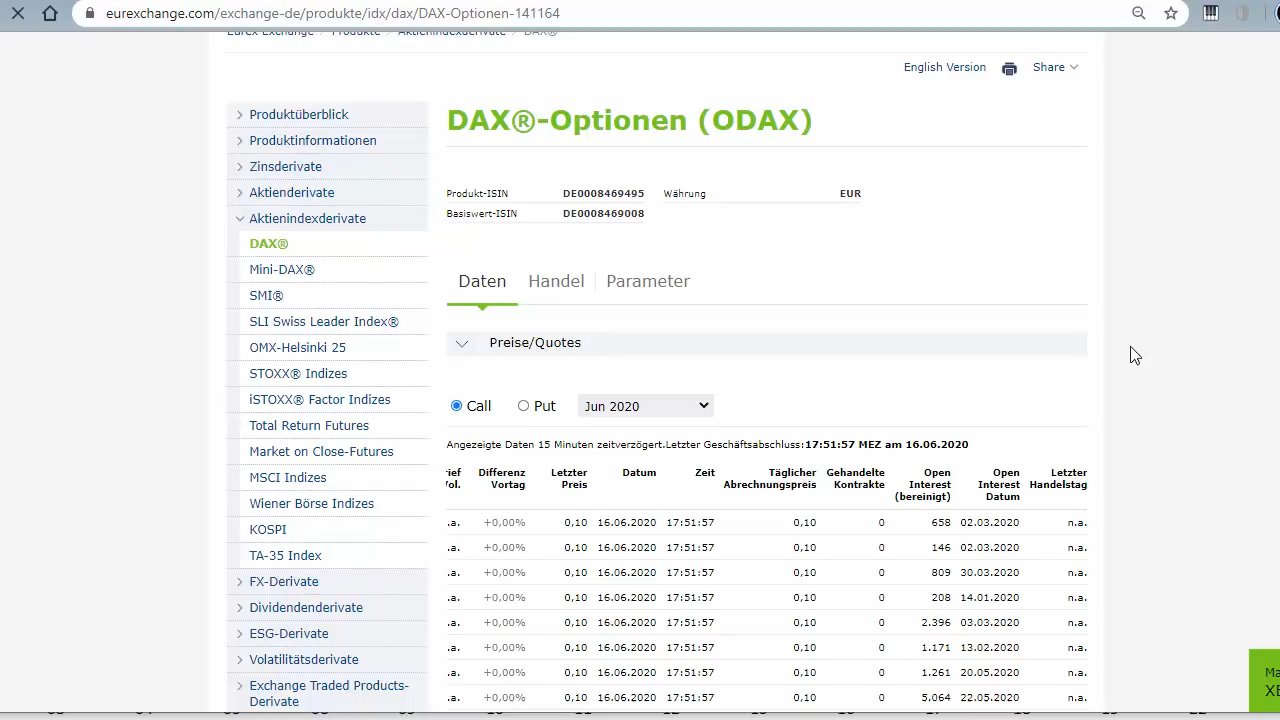 eurexchange.com/exchange-de/produkte/idx/dax/DAX-Optionen-141164
Eurex Exchange Produkte Aktienindexderivate DAX®
English Version Share
Produktüberblick
Produktinformationen
Zinsderivate
Aktienderivate
Aktienindexderivate
DAX®
Mini-DAX®
SMI®
SLI Swiss Leader Index®
OMX-Helsinki 25
STOXX® Indizes
iSTOXX® Factor Indizes
Total Return Futures
Market on Close-Futures
MSCI Indizes
Wiener Börse Indizes
KOSPI
TA-35 Index
FX-Derivate
Dividendenderivate
ESG-Derivate
Volatilitätsderivate
Exchange Traded Products-
Derivate
DAX®-Optionen (ODAX)
Produkt-ISIN DE0008469495 Währung EUR
Basiswert-ISIN DE0008469008
Daten Handel Parameter
Preise/Quotes
Call Put Jun 2020
Angezeigte Daten 15 Minuten zeitverzögert.Letzter Geschäftsabschluss:17:51:57 MEZ am 16.06.2020
rief Differenz Letzter Datum Zeit Täglicher Gehandelte Open Open Letzter
Vol. Vortag Preis Abrechnungspreis Kontrakte Interest Interest Handelstag
(bereinigt) Datum
.a. +0,00% 0,10 16.06.2020 17:51:57 0,10 0 658 02.03.2020 n.a.
.a. +0,00% 0,10 16.06.2020 17:51:57 0,10 0 146 02.03.2020 n.a.
.a. +0,00% 0,10 16.06.2020 17:51:57 0,10 0 809 30.03.2020 n.a.
.a. +0,00% 0,10 16.06.2020 17:51:57 0,10 0 208 14.01.2020 n.a.
.a. +0,00% 0,10 16.06.2020 17:51:57 0,10 0 2.396 03.03.2020 n.a.
.a. +0,00% 0,10 16.06.2020 17:51:57 0,10 0 1.171 13.02.2020 n.a.
.a. +0,00% 0,10 16.06.2020 17:51:57 0,10 0 1.261 20.05.2020 n.a.
.a. +0,00% 0,10 16.06.2020 17:51:57 0,10 0 5.064 22.05.2020 n.a.
Ma
XE